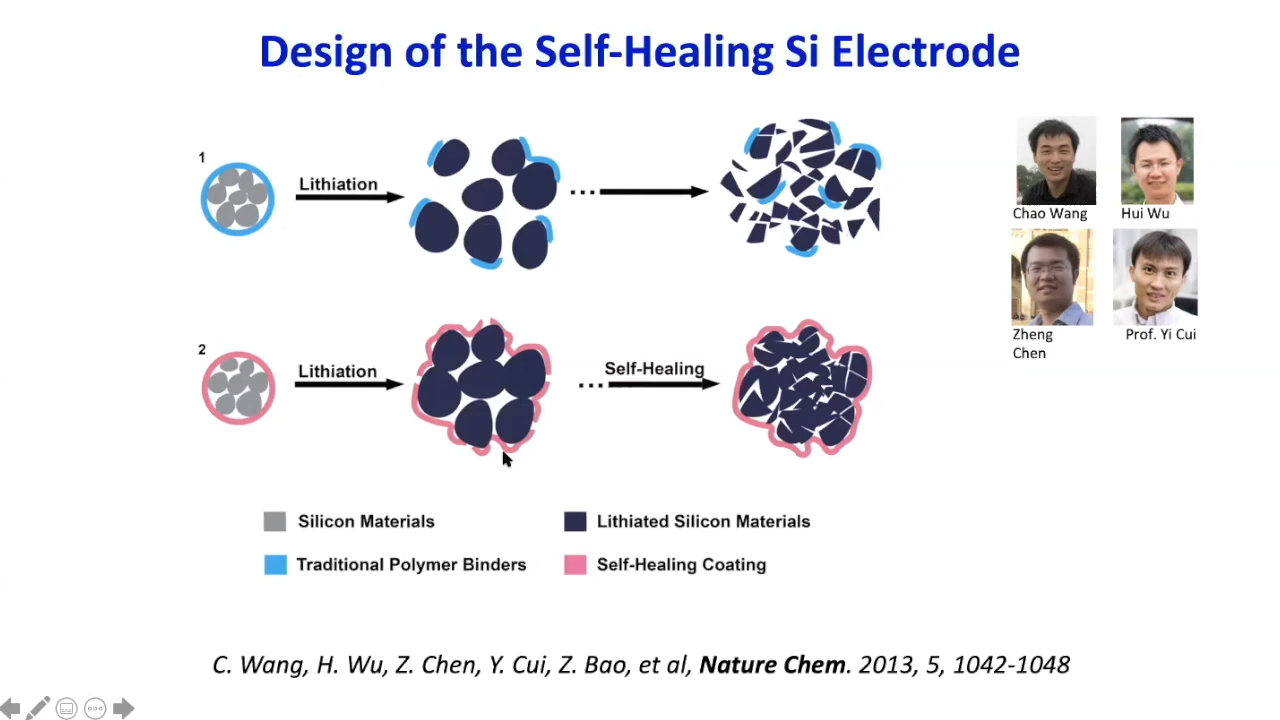 Design of the Self-Healing Si Electrode
1
Lithiation
Chao Wang
Hui Wu
2
Lithiation
Self-Healing
Zheng
Chen
Prof. Yi Cui
Silicon Materials
Lithiated Silicon Materials
Traditional Polymer Binders
Self-Healing Coating
C. Wang, H. Wu, Z. Chen, Y. Cui, Z. Bao, et al, Nature Chem. 2013, 5, 1042-1048